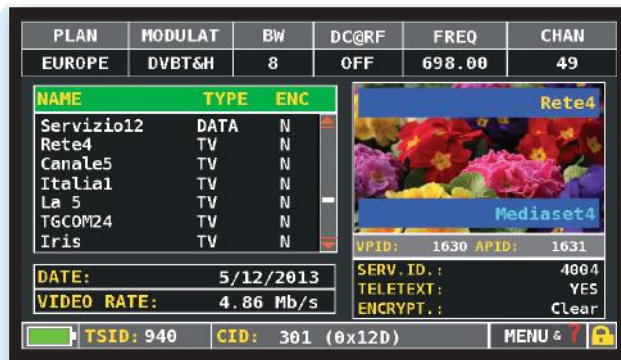 PLAN MODULAT BW DC@RF FREQ CHAN
EUROPE DVBT&H 8 OFF 698.00 49
NAME TYPE ENC
Servizio12 DATA N
Rete4 TV N
Canale5 TV N
Italia1 TV N
La 5 TV N
TGCOM24 TV N
Iris TV N
Rete4
Mediaset4
VPID: 1630 APID: 1631
DATE: 5/12/2013
VIDEO RATE: 4.86 Mb/s
SERV.ID.: 4004
TELETEXT: YES
ENCRYPT.: Clear
TSID: 940 CID: 301 (0x12D) MENU & ?